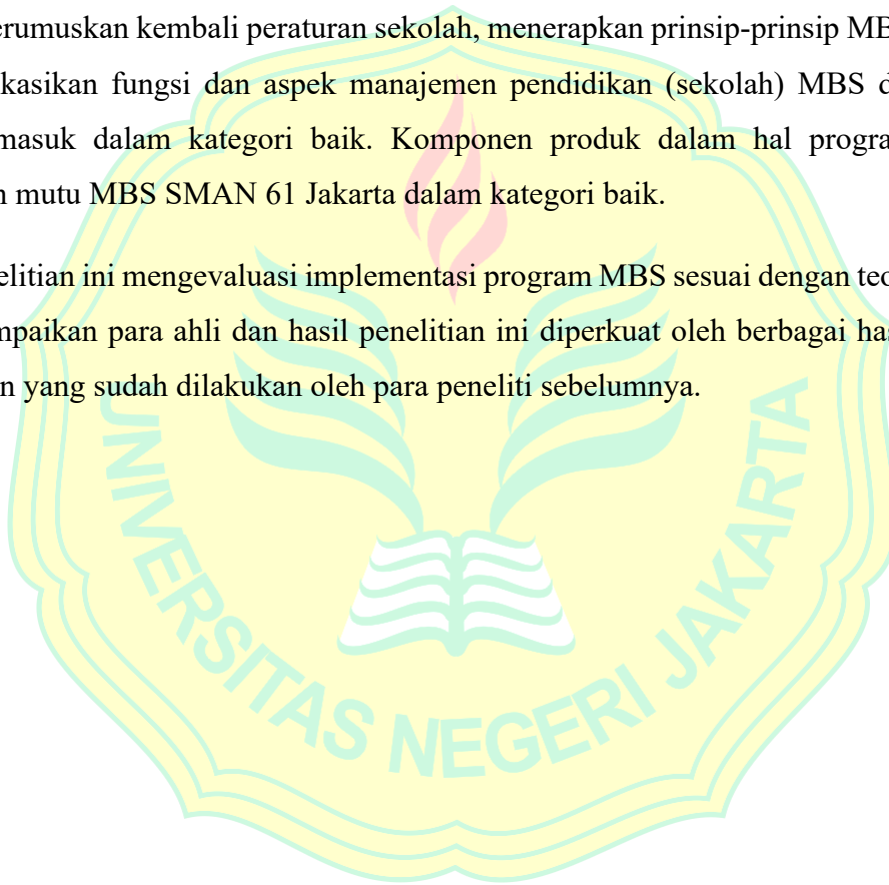 erumuskan kembali peraturan sekolah, menerapkan prinsip-prinsip MB
kasikan fungsi dan aspek manajemen pendidikan (sekolah) MBS d
masuk dalam kategori baik. Komponen produk dalam hal progra
n mutu MBS SMAN 61 Jakarta dalam kategori baik.
elitian ini mengevaluasi implementasi program MBS sesuai dengan teo
mpaikan para ahli dan hasil penelitian ini diperkuat oleh berbagai has
n yang sudah dilakukan oleh para peneliti sebelumnya.
UNIVERSITAS NEGERI JAKARTA